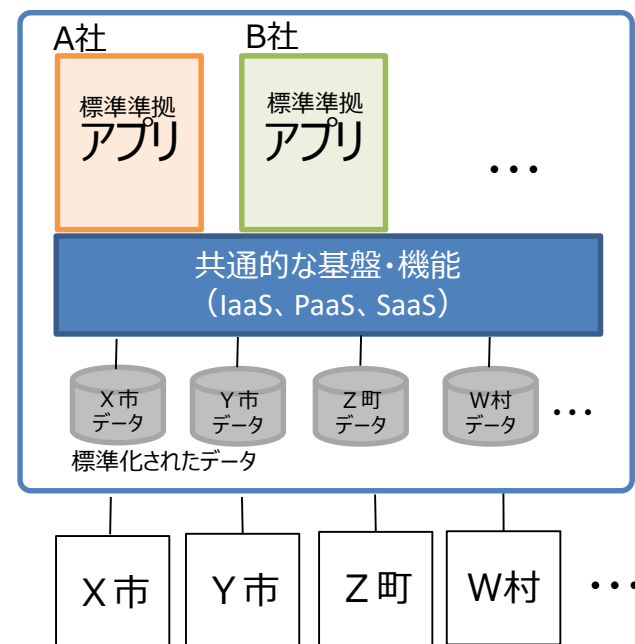 A社
B社
標準準拠
アプリ
標準準拠
アプリ
・・・
共通的な基盤・機能
（IaaS、PaaS、SaaS）
X市
データ
Y市
データ
Z町
データ
W村
データ
・・・
標準化されたデータ
X市
Y市
Z町
W村
・・・